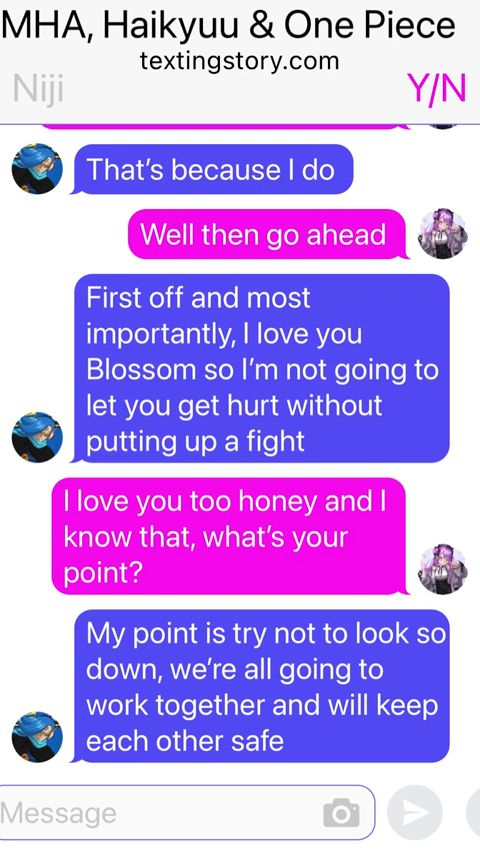 MHA, Haikyuu & One Piece
textingstory.com
Niji
Y/N
That’s because I do
Well then go ahead
First off and most
importantly, I love you
Blossom so I’m not going to
let you get hurt without
putting up a fight
I love you too honey and I
know that, what’s your
point?
My point is try not to look so
down, we’re all going to
work together and will keep
each other safe
Message